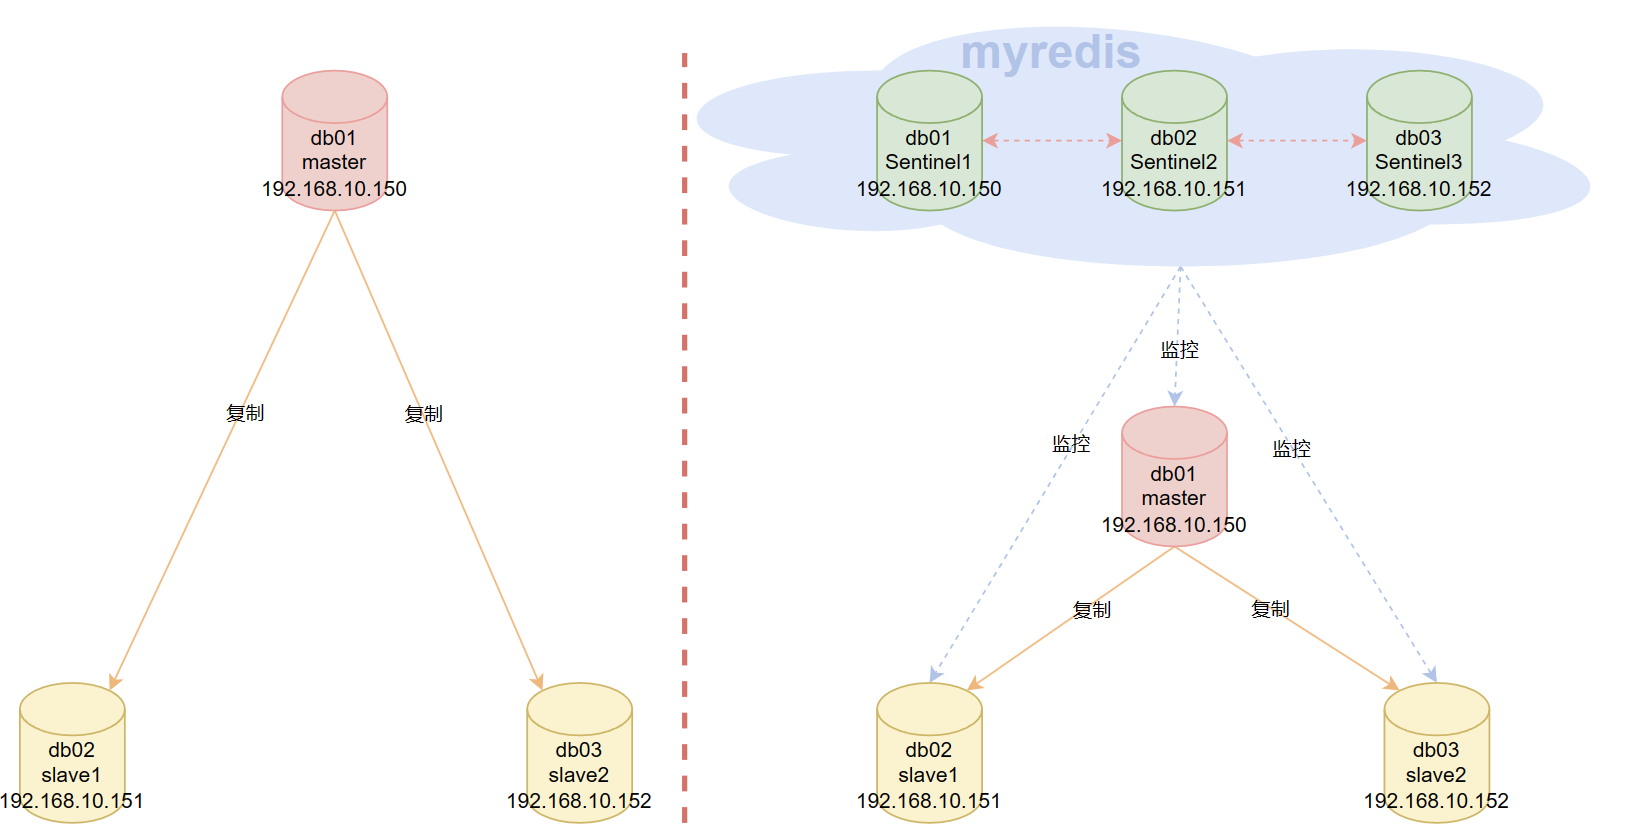 db01
master
192.168.10.150
复制
复制
db02
slave1
192.168.10.151
db03
slave2
192.168.10.152
myredis
db01
Sentinel1
192.168.10.150
db02
Sentinel2
192.168.10.151
db03
Sentinel3
192.168.10.152
监控
监控
监控
db01
master
192.168.10.150
复制
复制
db02
slave1
192.168.10.151
db03
slave2
192.168.10.152